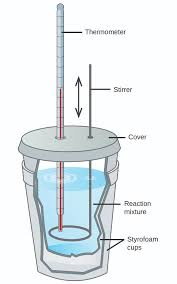 Thermometer
Stirrer
Cover
Reaction
mixture
Styrofoam
cups